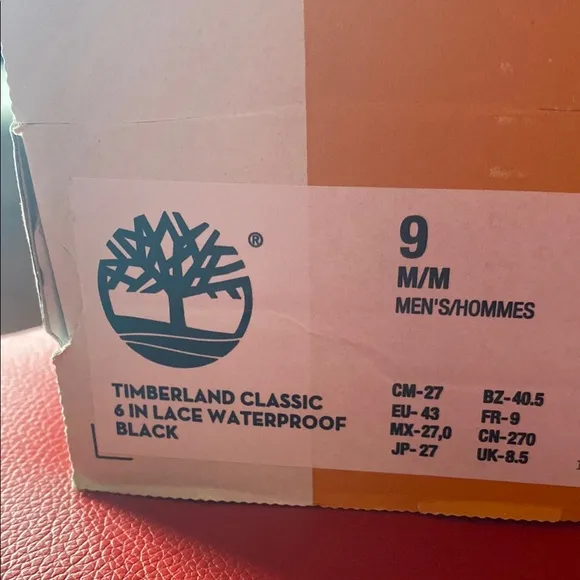 ®
9
M/M
MEN'S/HOMMES
TIMBERLAND CLASSIC
6 IN LACE WATERPROOF
BLACK
CM-27 BZ-40.5
EU- 43 FR-9
MX-27,0 CN-270
JP- 27 UK-8.5